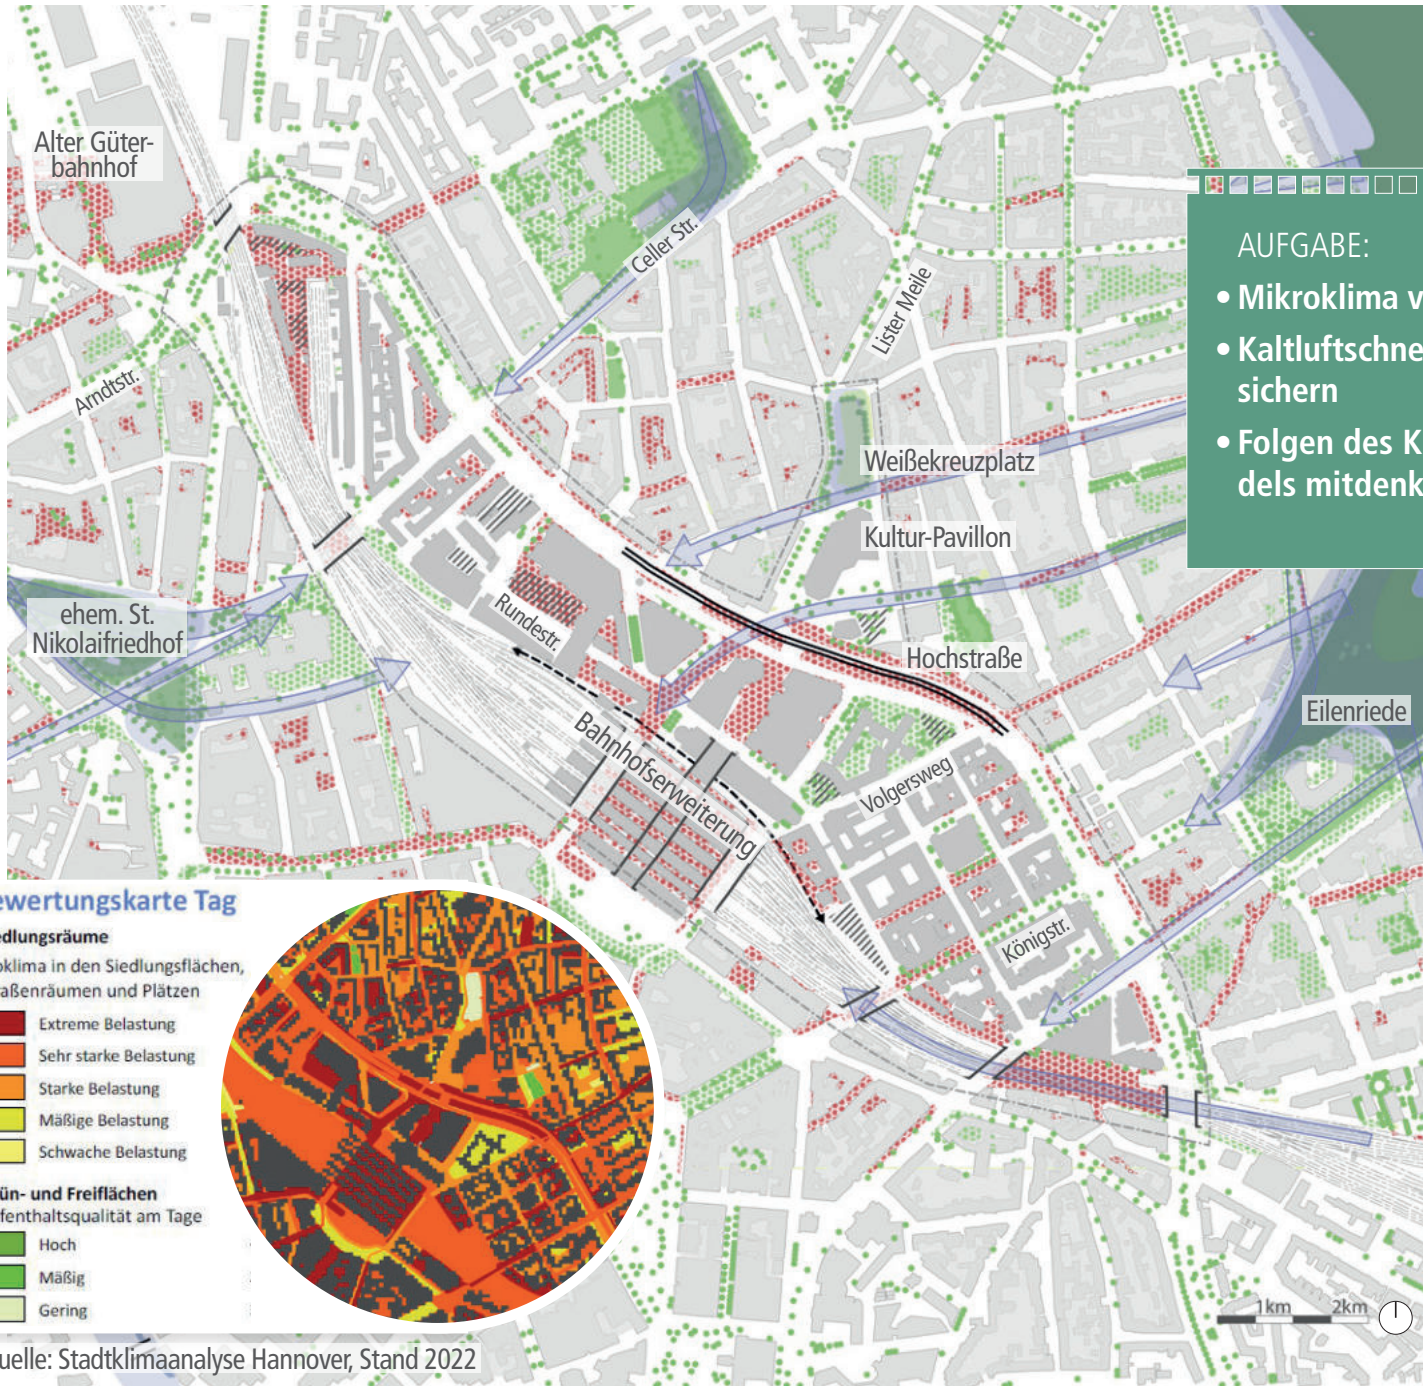 Alter Güter-
bahnhof
Celler Str.
Lister Meile
Arndtstr.
AUFGABE:
• Mikroklima v
• Kaltluftschne
sichern
• Folgen des K
dels mitdenk
Weißekreuzplatz
Kultur-Pavillon
ehem. St.
Nikolaifriedhof
Rundestr.
Hochstraße
Eilenriede
Bahnhofserweiterung
Volgersweg
Königstr.
ewertungskarte Tag
edlungsräume
oklima in den Siedlungsflächen,
aßenräumen und Plätzen
Extreme Belastung
Sehr starke Belastung
Starke Belastung
Mäßige Belastung
Schwache Belastung
ün- und Freiflächen
fenthaltsqualität am Tage
Hoch
Mäßig
Gering
1km 2km
uelle: Stadtklimaanalyse Hannover, Stand 2022